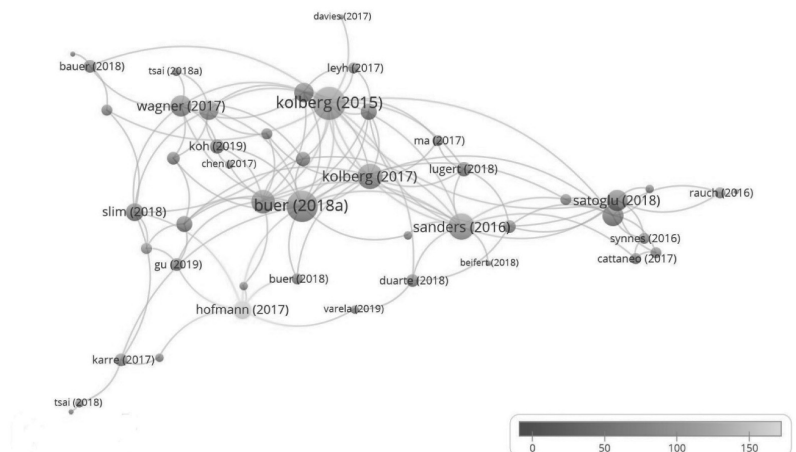 davies (2017)
bauer (2018)
tsai (2018a)
leyh (2017)
wagner (2017)
kolberg (2015)
koh (2019)
ma (2017)
chen (2017)
lugert (2018)
kolberg (2017)
rauch (2016)
slim (2018)
buer (2018a)
satoglu (2018)
sanders (2016)
synnes (2016)
gu (2019)
beifert (2018)
cattaneo (2017)
buer (2018)
duarte (2018)
hofmann (2017)
varela (2019)
karre (2017)
tsai (2018)
0 50 100 150